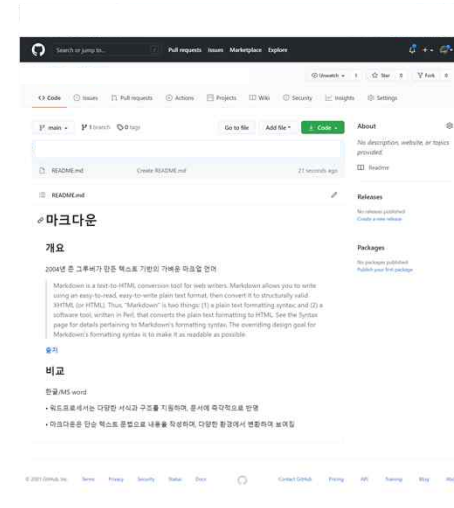 Search or jump to...
/
Pull requests Issues Marketplace Explore
Unwatch 1 Star 0 Fork 0
Code Issues Pull requests Actions Projects Wiki Security Insights Settings
main 1 branch 0 tags Go to file Add file Code
About
No description, website, or topics
provided.
Readme
README.md Create README.md 21 seconds ago
README.md
Releases
No releases published
Create a new release
Packages
No packages published
Publish your first package
마크다운
개요
2004년 존 그루버가 만든 텍스트 기반의 가벼운 마크업 언어
Markdown is a text-to-HTML conversion tool for web writers. Markdown allows you to write
using an easy-to-read, easy-to-write plain text format, then convert it to structurally valid
XHTML (or HTML). Thus, "Markdown" is two things: (1) a plain text formatting syntax; and (2) a
software tool, written in Perl, that converts the plain text formatting to HTML. See the Syntax
page for details pertaining to Markdown's formatting syntax. The overriding design goal for
Markdown's formatting syntax is to make it as readable as possible.
출처
비교
한글/MS word
• 워드프로세서는 다양한 서식과 구조를 지원하며, 문서에 즉각적으로 반영
• 마크다운은 단순 텍스트 문법으로 내용을 작성하며, 다양한 환경에서 변환하여 보여짐
© 2021 GitHub, Inc. Terms Privacy Security Status Docs Contact GitHub Pricing API Training Blog